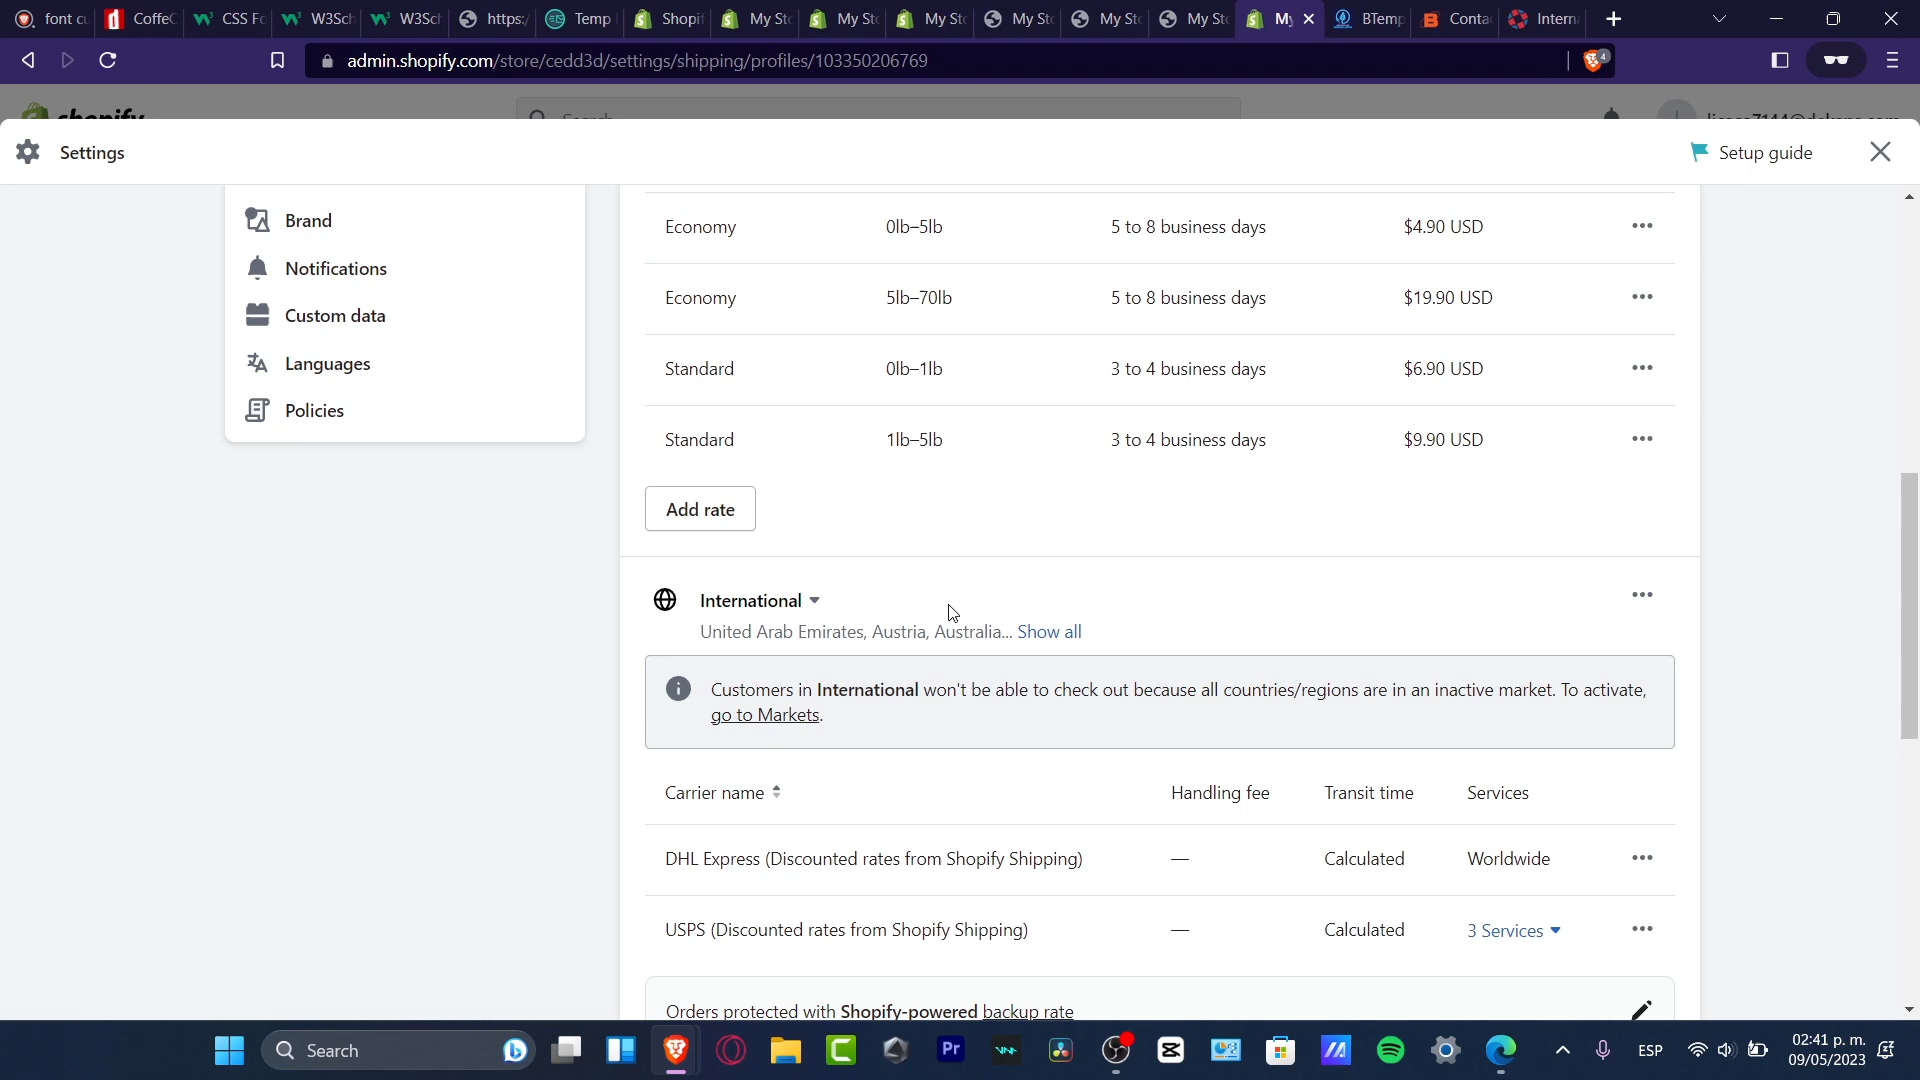 font cu
CoffeC
CSS Fo
W3Sch
W3Sch
https:/
Temp
Shopif
My Sto
My Sto
My Sto
My Sto
My Sto
My Sto
My
BTemp
Conta
Intern
admin.shopify.com/store/cedd3d/settings/shipping/profiles/103350206769
4
shopify
Search
Settings
Setup guide
Brand
Notifications
Custom data
Languages
Policies
Economy 0lb–5lb 5 to 8 business days $4.90 USD
Economy 5lb–70lb 5 to 8 business days $19.90 USD
Standard 0lb–1lb 3 to 4 business days $6.90 USD
Standard 1lb–5lb 3 to 4 business days $9.90 USD
Add rate
International
United Arab Emirates, Austria, Australia... Show all
Customers in International won't be able to check out because all countries/regions are in an inactive market. To activate,
go to Markets.
Carrier name Handling fee Transit time Services
DHL Express (Discounted rates from Shopify Shipping) — Calculated Worldwide
USPS (Discounted rates from Shopify Shipping) — Calculated 3 Services
Orders protected with Shopify-powered backup rate
Search
Pr
ESP
02:41 p. m.
09/05/2023